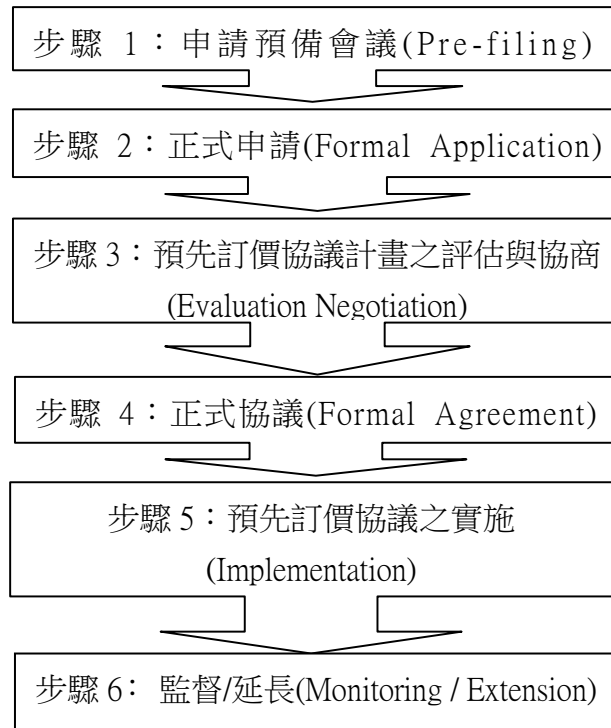 步驟 1：申請預備會議(Pre-filing)
步驟 2：正式申請(Formal Application)
步驟 3：預先訂價協議計畫之評估與協商
(Evaluation Negotiation)
步驟 4：正式協議(Formal Agreement)
步驟 5：預先訂價協議之實施
(Implementation)
步驟 6： 監督/延長(Monitoring / Extension)